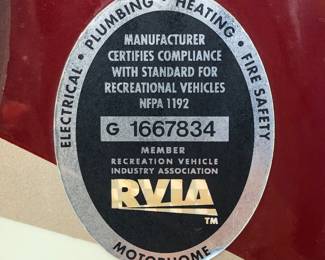 ELECTRICAL • PLUMBING • HEATING • FIRE SAFETY
MANUFACTURER
CERTIFIES COMPLIANCE
WITH STANDARD FOR
RECREATIONAL VEHICLES
NFPA 1192
G 1667834
MEMBER
RECREATION VEHICLE
INDUSTRY ASSOCIATION
RVIA
TM
MOTORHOME